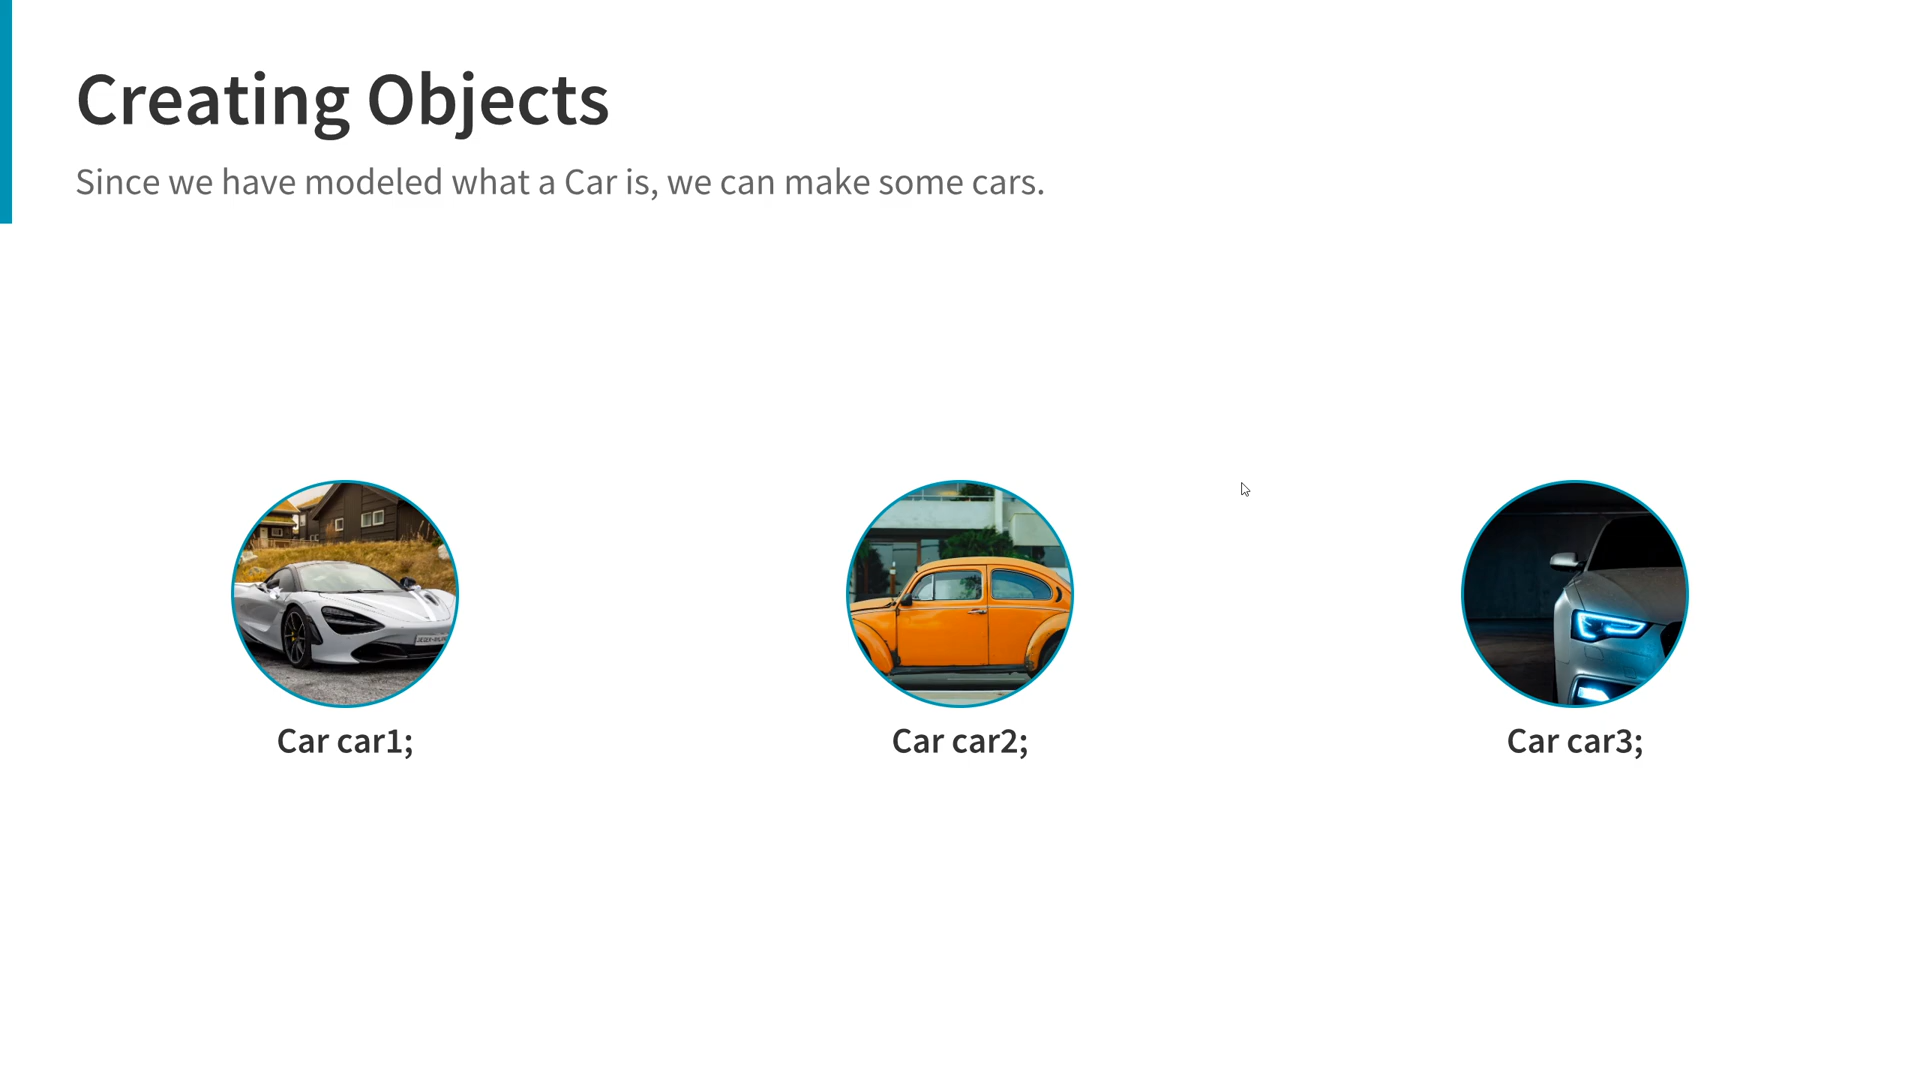 Creating Objects
Since we have modeled what a Car is, we can make some cars.
Car car1;
Car car2;
Car car3;